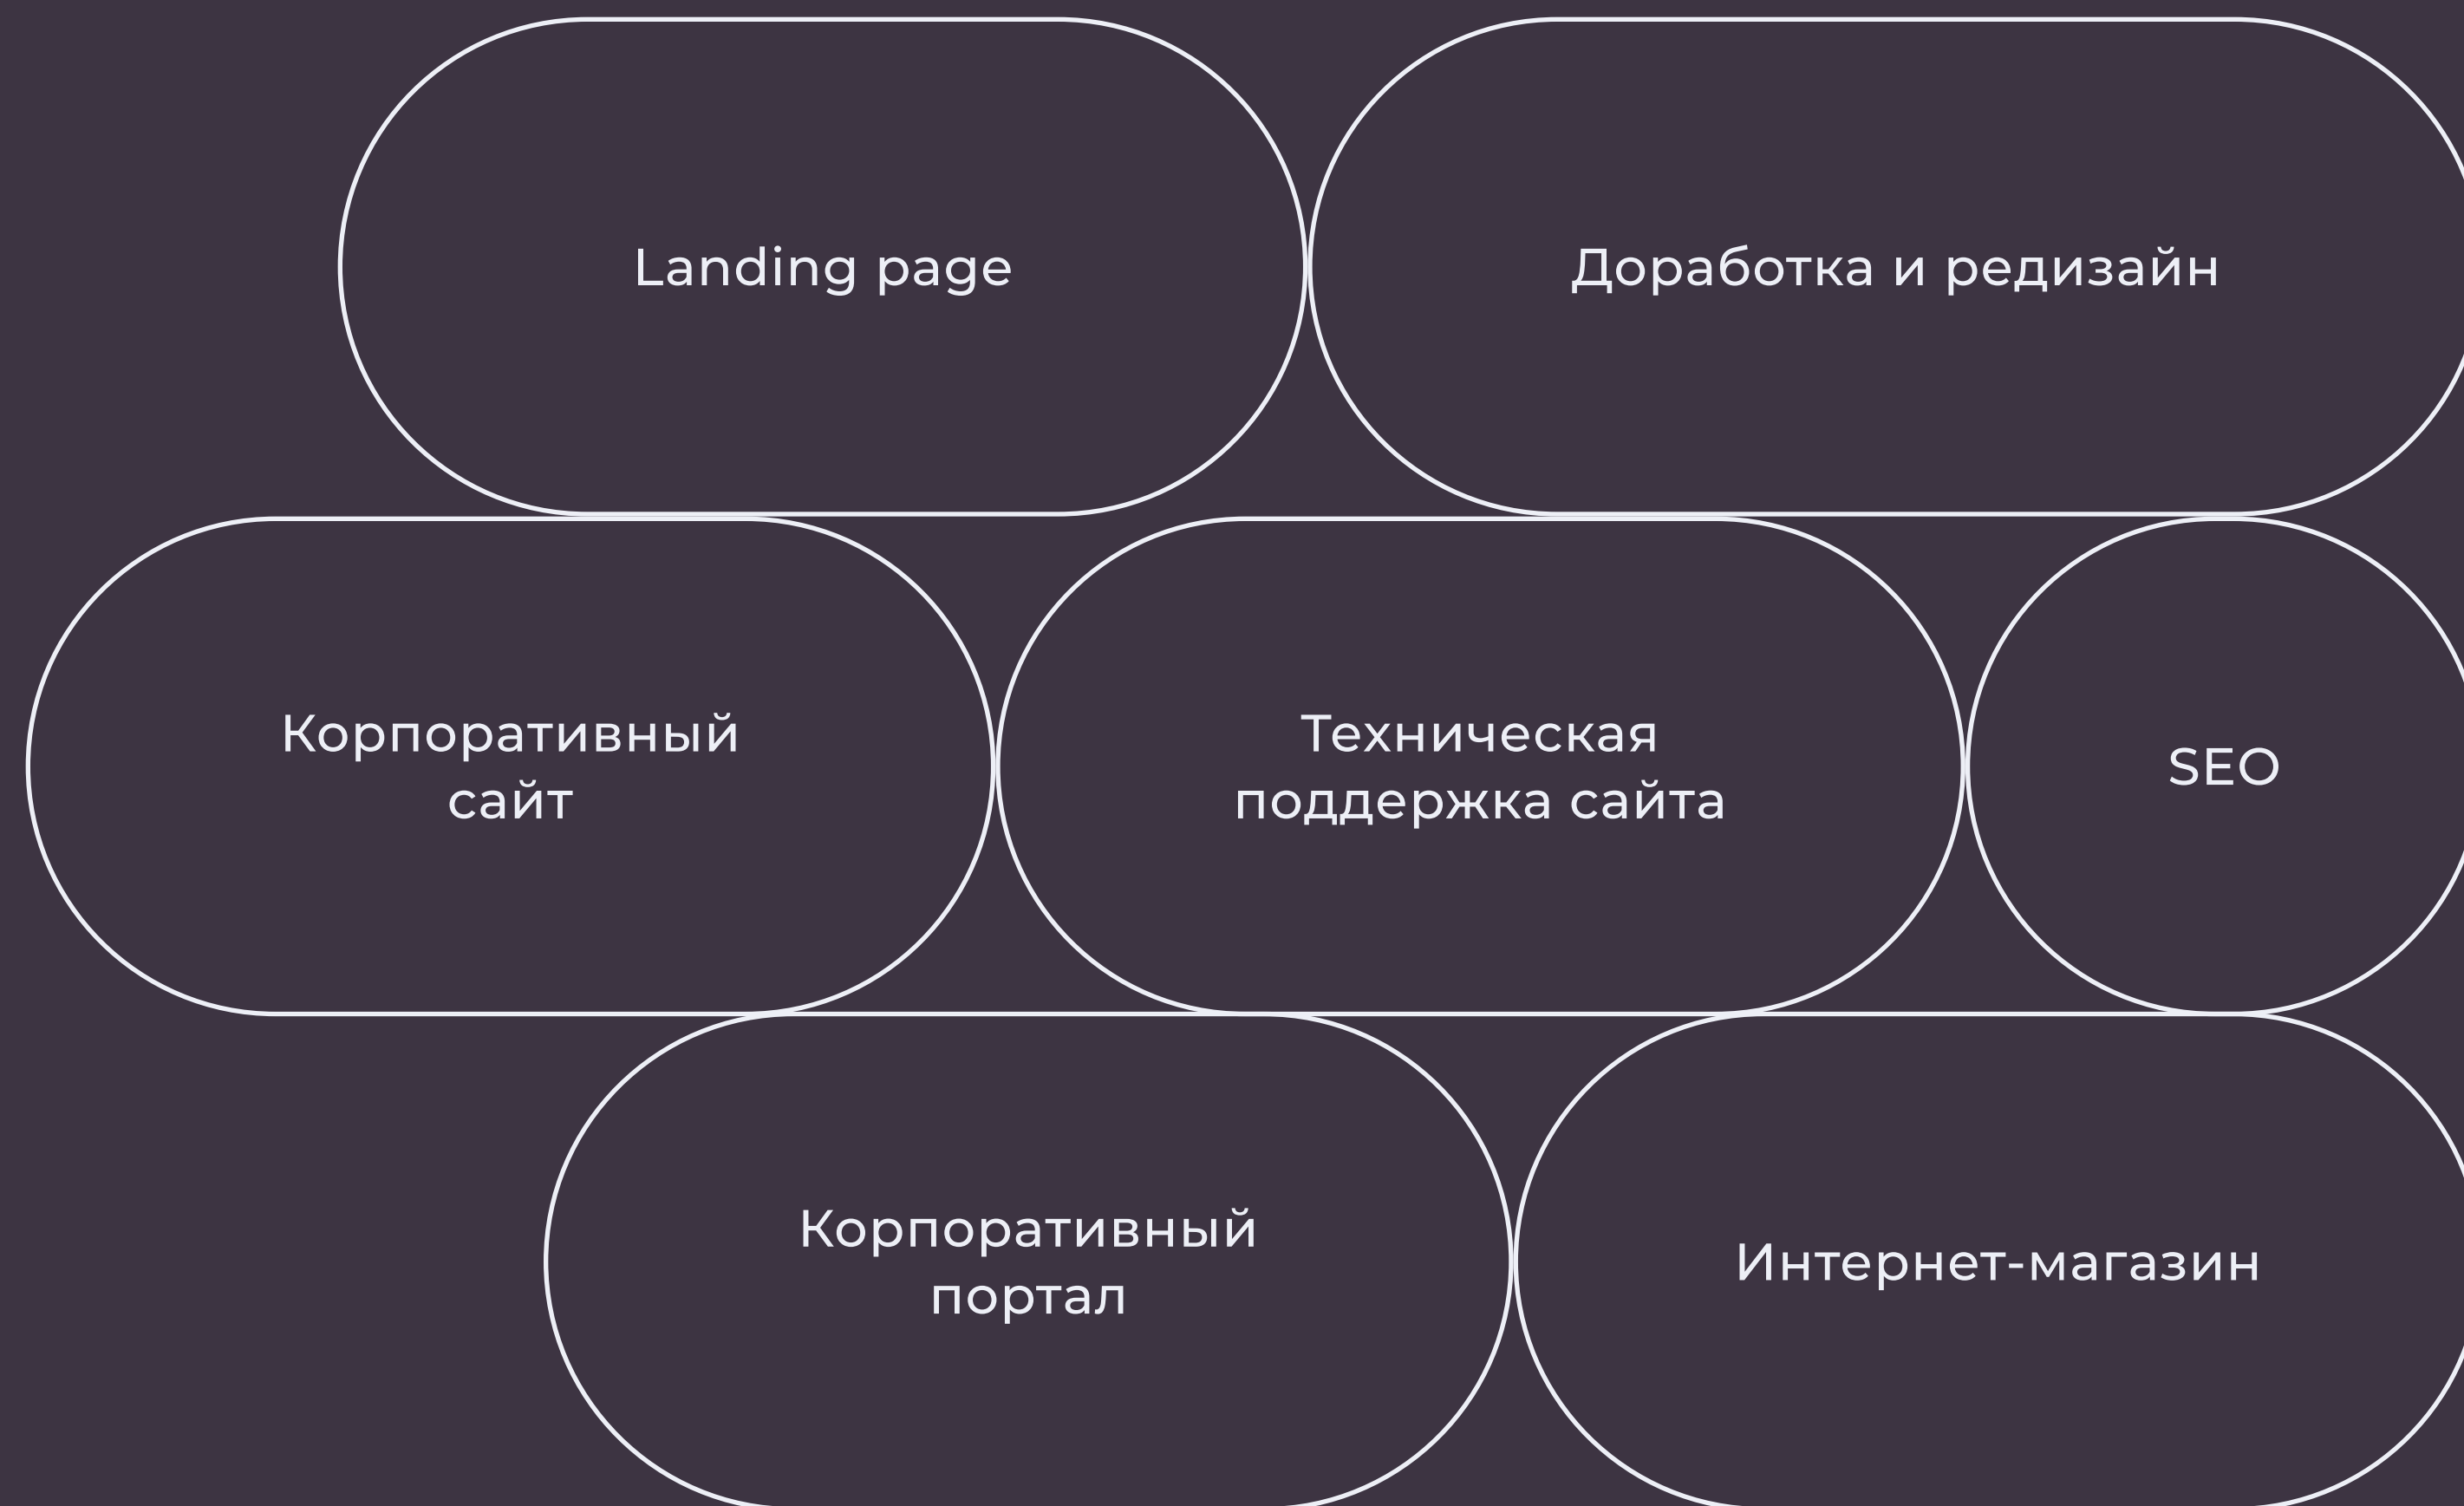 Landing page
Доработка и редизайн
Корпоративный
сайт
Техническая
поддержка сайта
SEO
Корпоративный
портал
Интернет-магазин